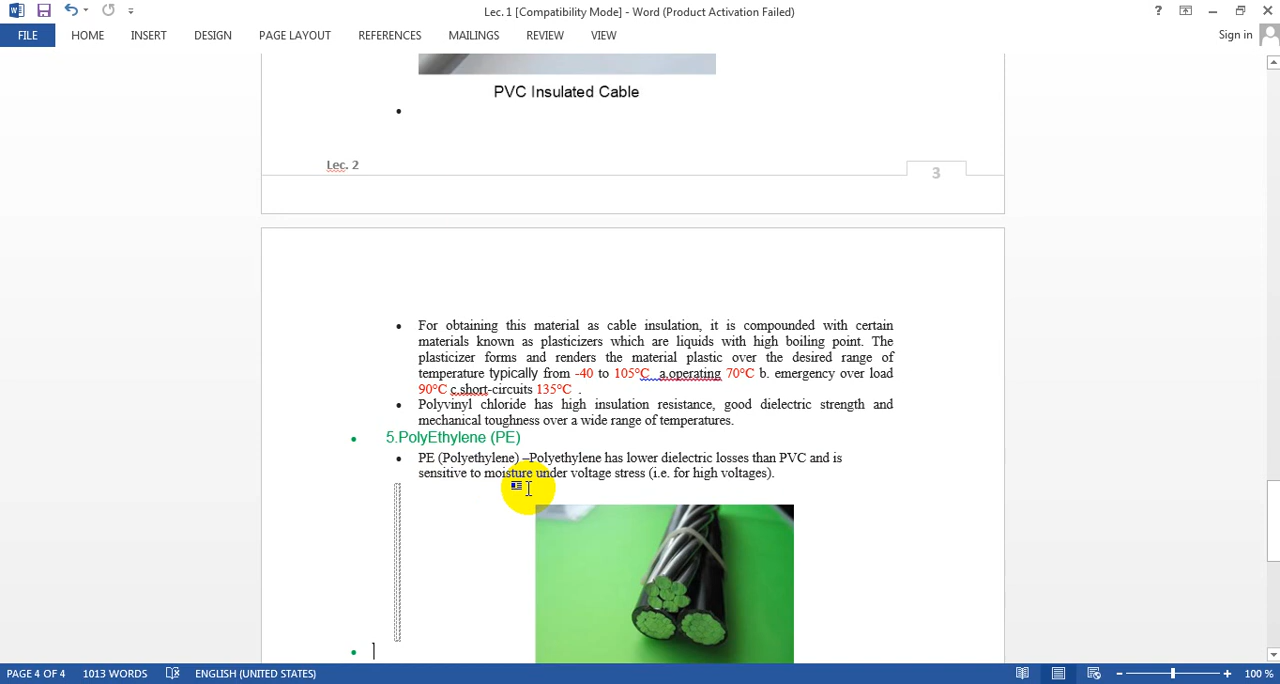 Lec. 1 [Compatibility Mode] - Word (Product Activation Failed)
?
FILE HOME INSERT DESIGN PAGE LAYOUT REFERENCES MAILINGS REVIEW VIEW Sign in
PVC Insulated Cable
•
Lec. 2
3
• For obtaining this material as cable insulation, it is compounded with certain
materials known as plasticizers which are liquids with high boiling point. The
plasticizer forms and renders the material plastic over the desired range of
temperature typically from -40 to 105°C a.operating 70°C b. emergency over load
90°C c.short-circuits 135°C .
• Polyvinyl chloride has high insulation resistance, good dielectric strength and
mechanical toughness over a wide range of temperatures.
• 5.PolyEthylene (PE)
• PE (Polyethylene) –Polyethylene has lower dielectric losses than PVC and is
sensitive to moisture under voltage stress (i.e. for high voltages).
•
PAGE 4 OF 4 1013 WORDS ENGLISH (UNITED STATES) 100 %